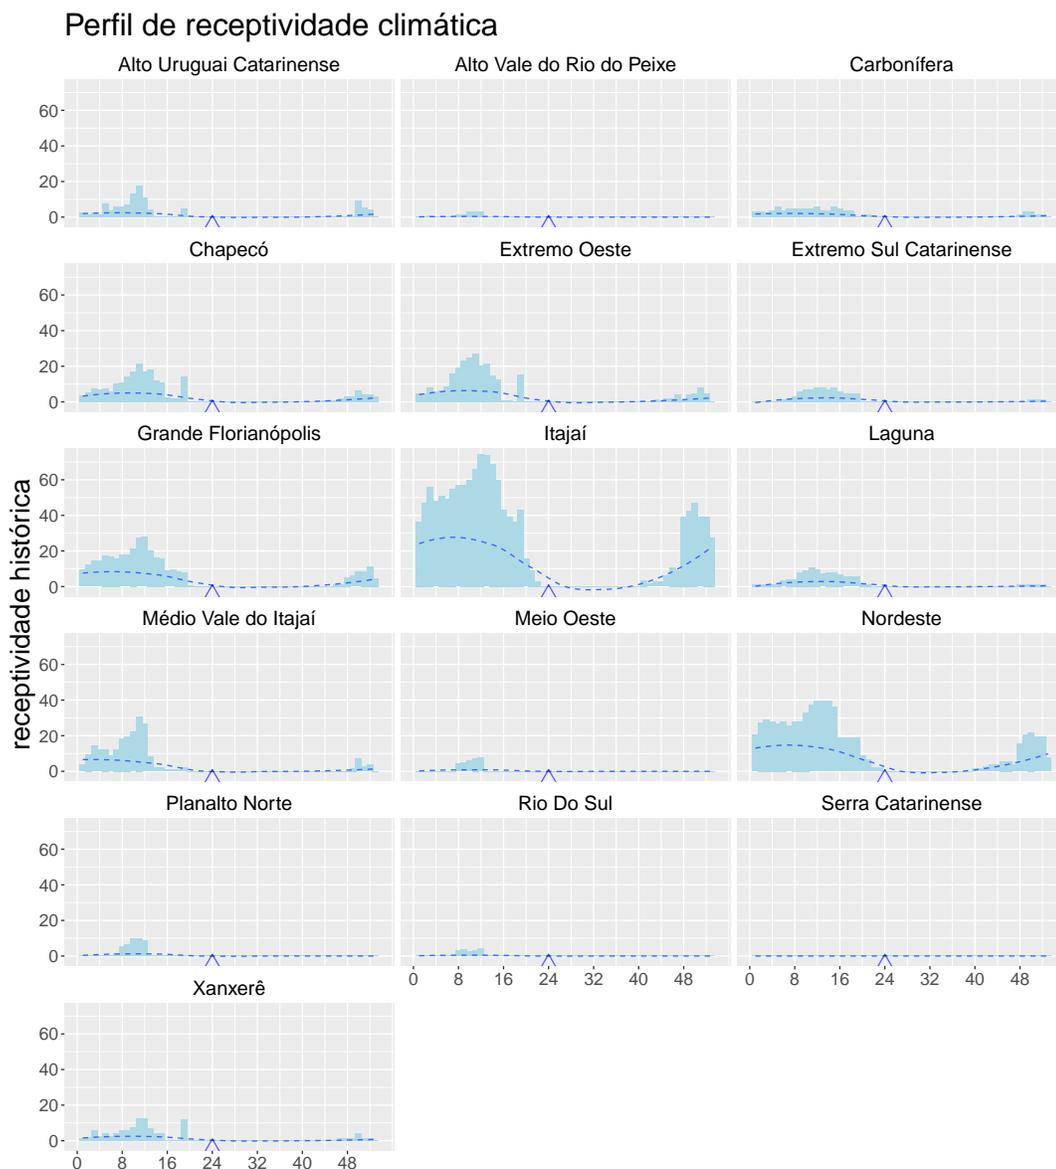 Perfil de receptividade climática
Alto Uruguai Catarinense Alto Vale do Rio do Peixe Carbonífera
60
40
20
0
Chapecó Extremo Oeste Extremo Sul Catarinense
60
40
20
0
Grande Florianópolis Itajaí Laguna
60
40
20
0
receptividade histórica
Médio Vale do Itajaí Meio Oeste Nordeste
60
40
20
0
Planalto Norte Rio Do Sul Serra Catarinense
60
40
20
0
0 8 16 24 32 40 48 0 8 16 24 32 40 48
Xanxerê
60
40
20
0
0 8 16 24 32 40 48